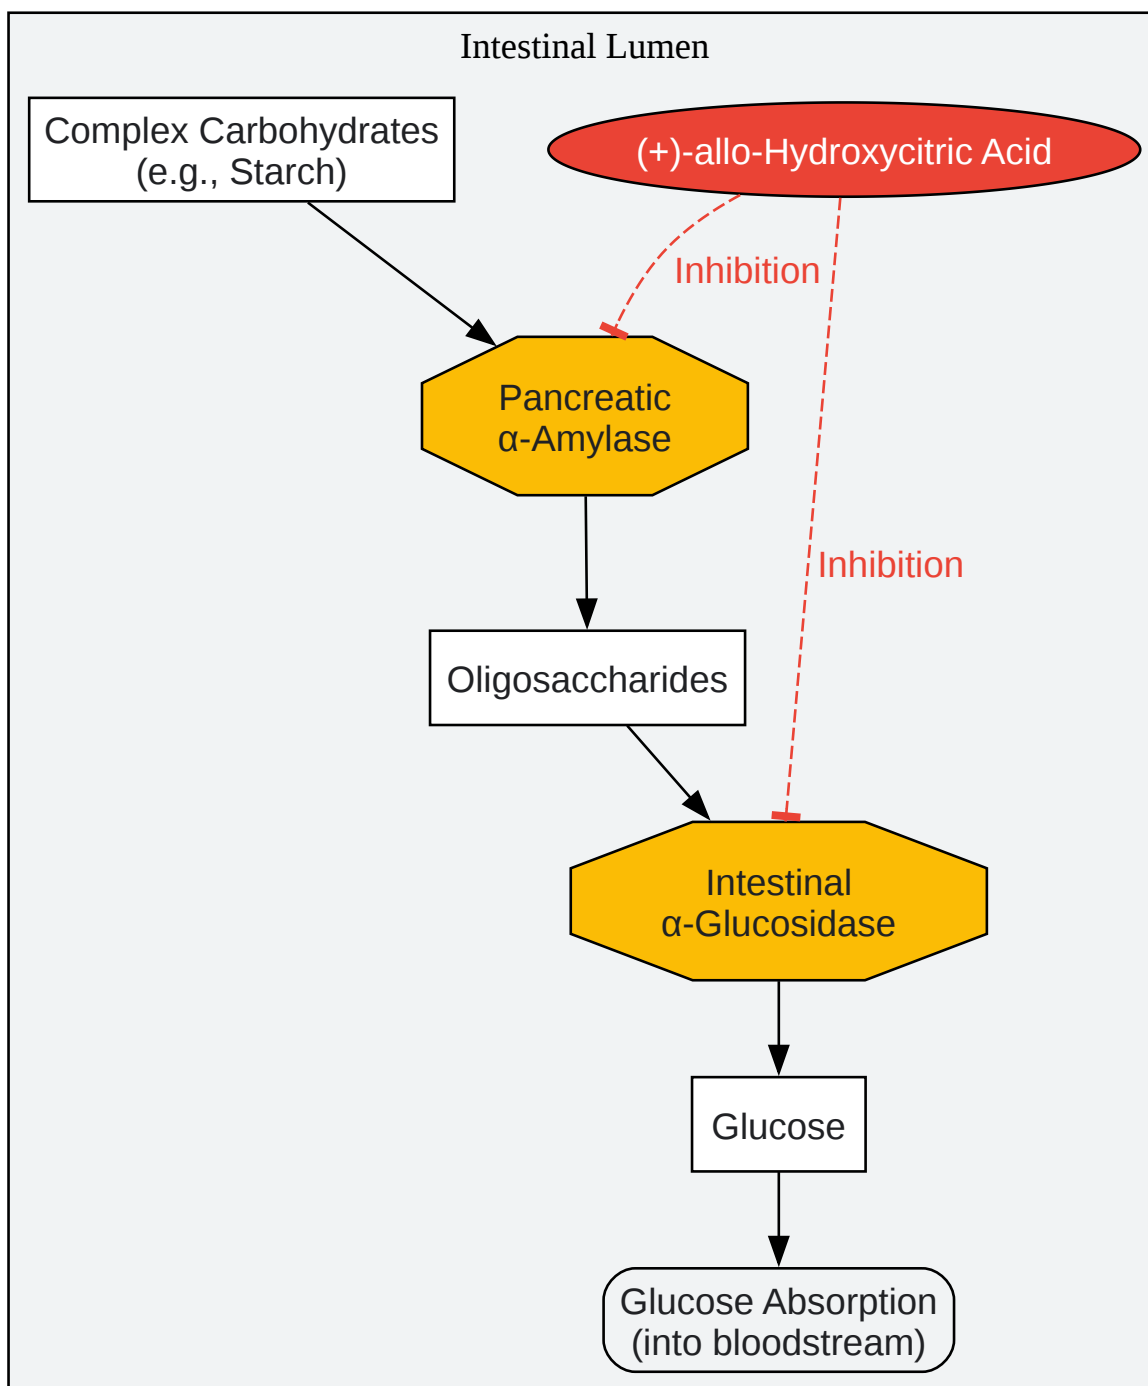 Intestinal Lumen
Complex Carbohydrates
(e.g., Starch)
(+)-allo-Hydroxycitric Acid
Inhibition
Pancreatic
α-Amylase
Inhibition
Oligosaccharides
Intestinal
α-Glucosidase
Glucose
Glucose Absorption
(into bloodstream)